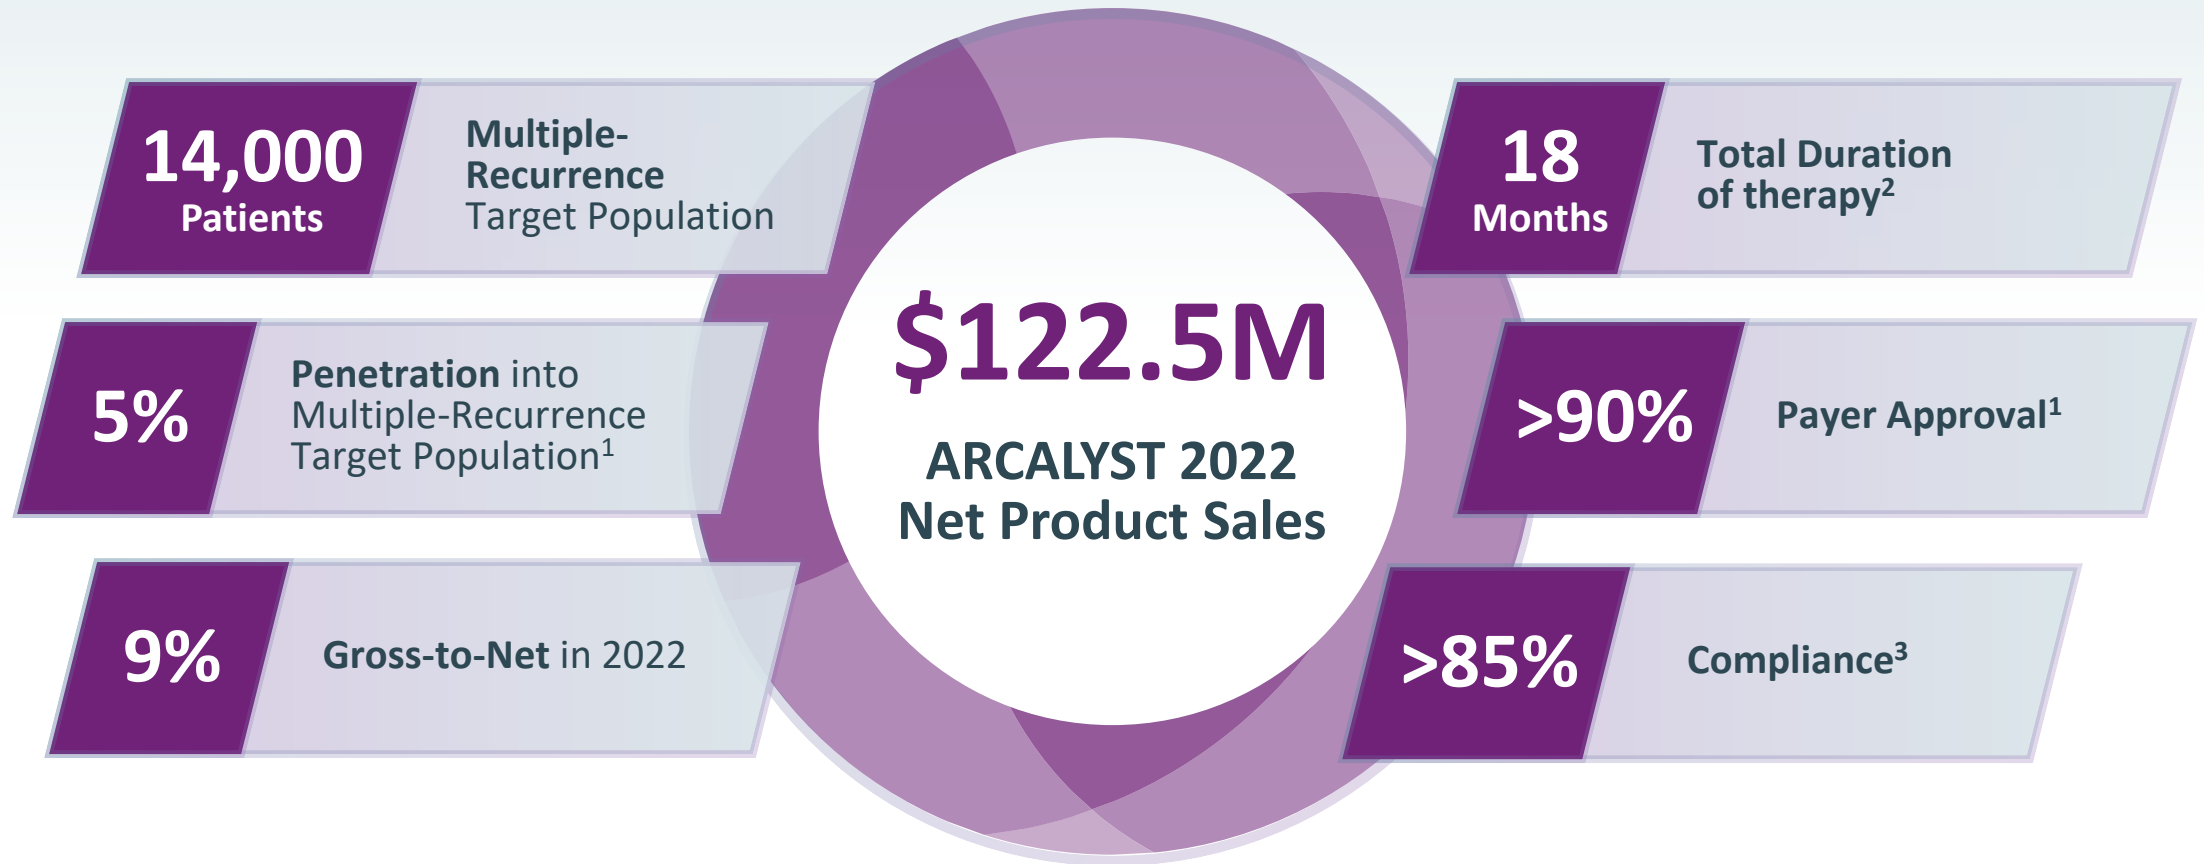 14,000
Patients
Multiple-
Recurrence
Target Population
5%
Penetration into
Multiple-Recurrence
Target Population¹
9%
Gross-to-Net in 2022
$122.5M
ARCALYST 2022
Net Product Sales
18
Months
Total Duration
of therapy²
>90%
Payer Approval¹
>85%
Compliance³